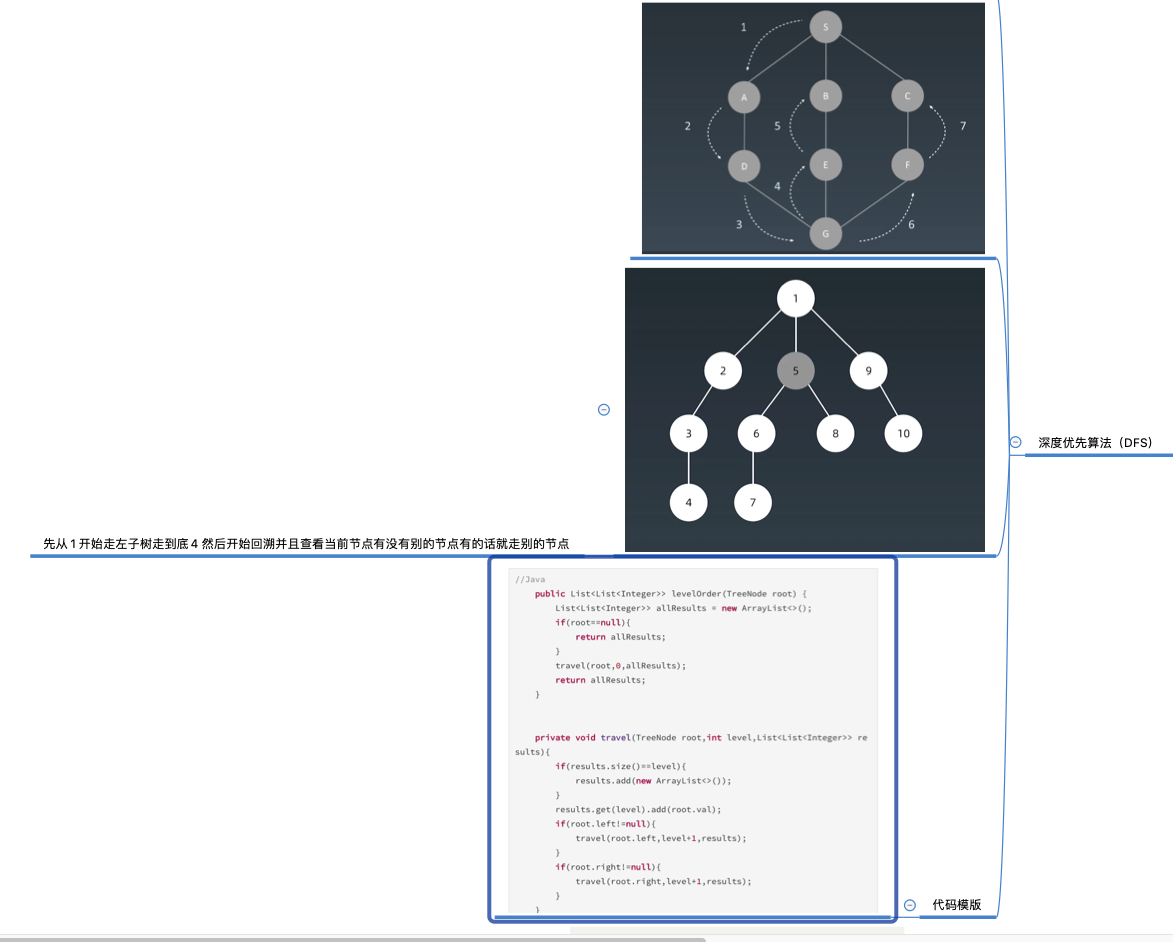 S
1
A
B
C
2
5
7
D
E
F
4
3
6
G
1
2
5
9
3
6
8
10
4
7
深度优先算法（DFS）
先从1开始走左子树走到底4 然后开始回溯并且查看当前节点有没有别的节点有的话就走别的节点
//Java
public List<List<Integer>> levelOrder(TreeNode root) {
List<List<Integer>> allResults = new ArrayList<>();
if(root==null){
return allResults;
}
travel(root,0,allResults);
return allResults;
}
private void travel(TreeNode root,int level,List<List<Integer>> re
sults){
if(results.size()==level){
results.add(new ArrayList<>());
}
results.get(level).add(root.val);
if(root.left!=null){
travel(root.left,level+1,results);
}
if(root.right!=null){
travel(root.right,level+1,results);
}
}
代码模版